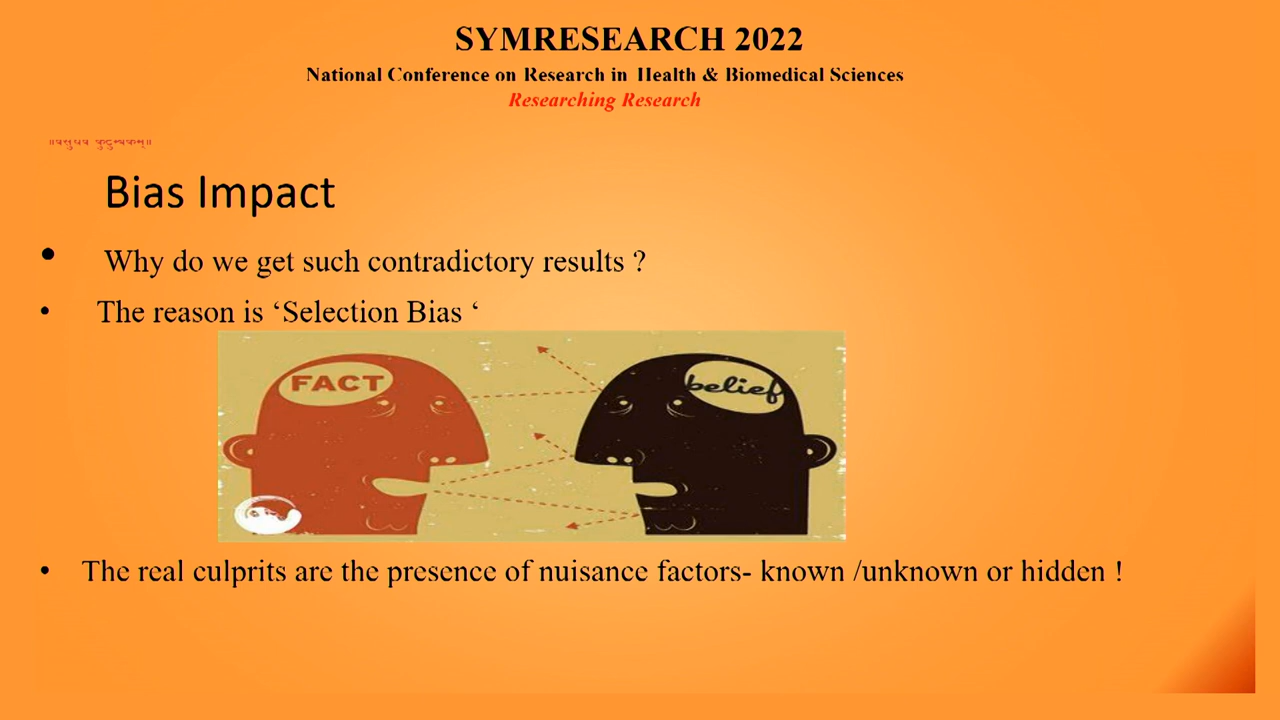 SYMRESEARCH 2022
National Conference on Research in Health & Biomedical Sciences
Researching Research
॥वसुधैव कुटुम्बकम्॥
Bias Impact
• Why do we get such contradictory results ?
• The reason is ‘Selection Bias ‘
FACT
belief
• The real culprits are the presence of nuisance factors- known /unknown or hidden !